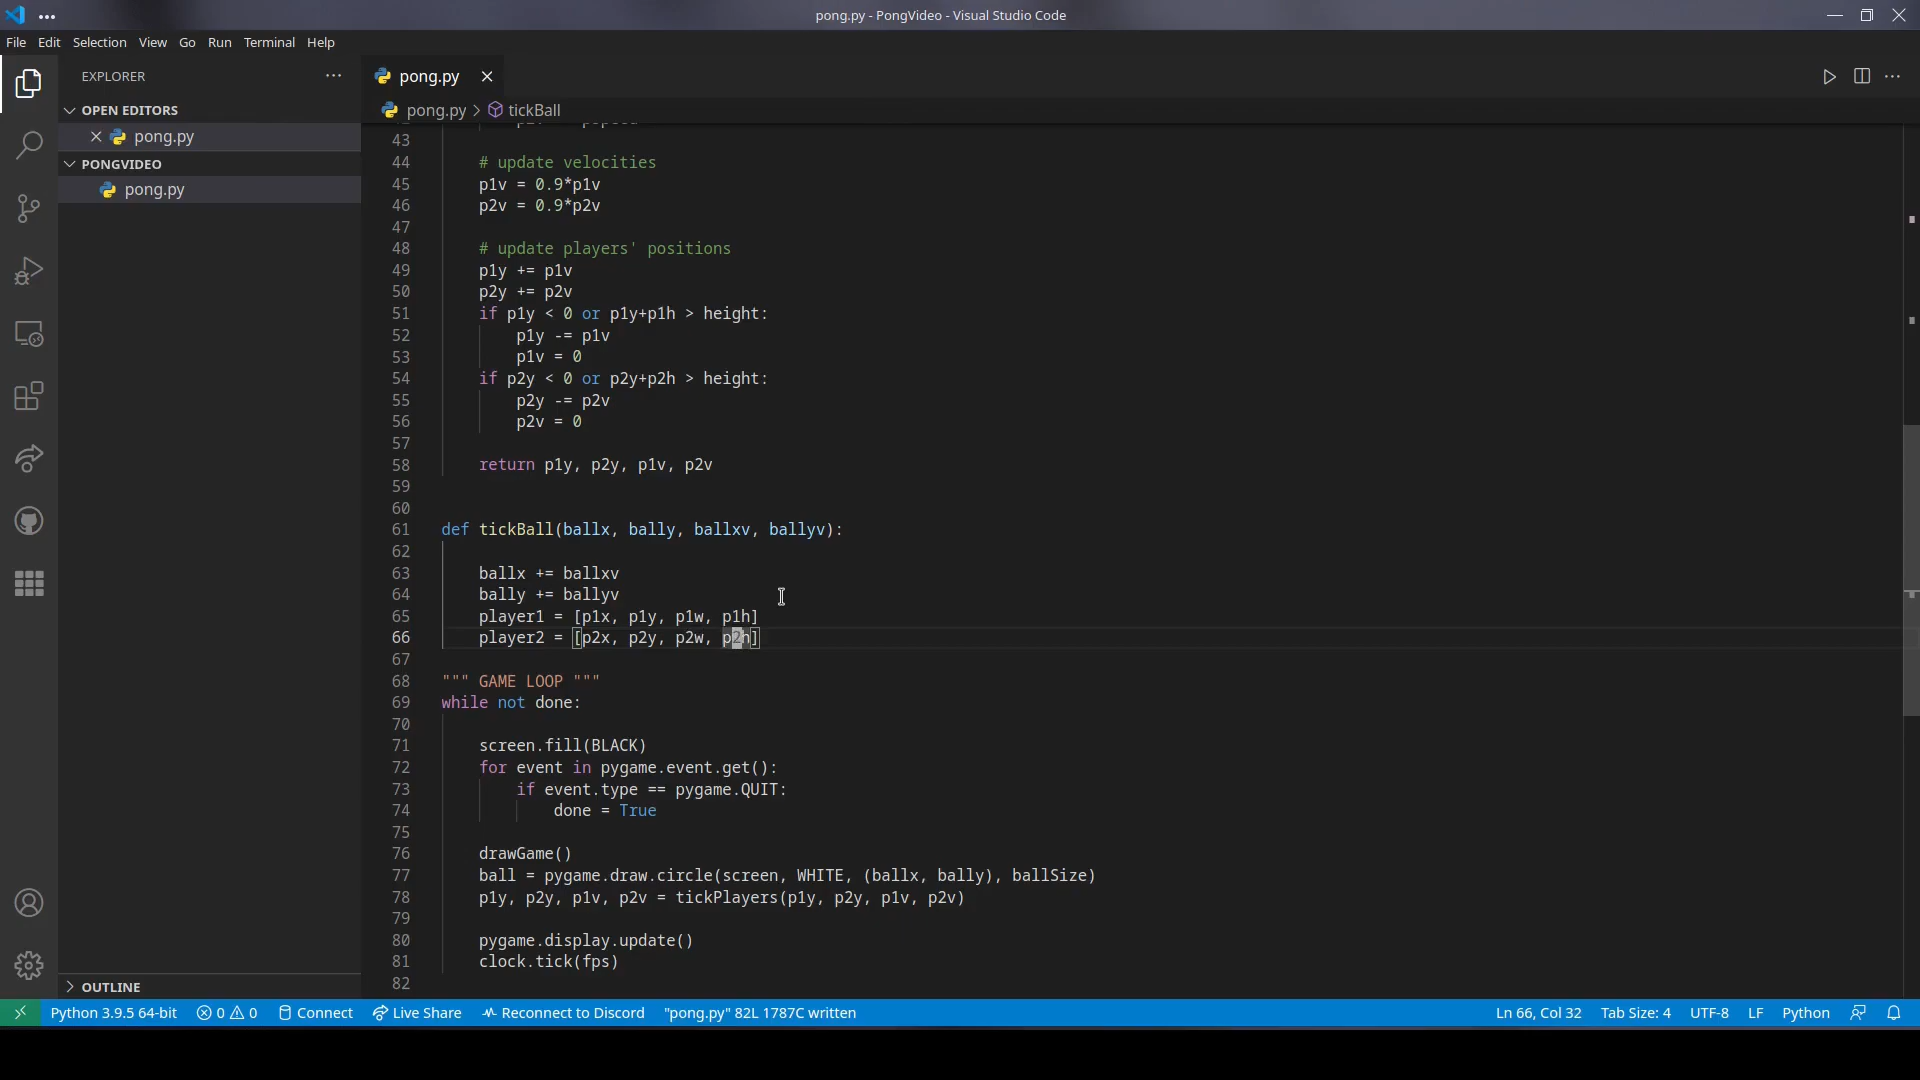 pong.py - PongVideo - Visual Studio Code
File Edit Selection View Go Run Terminal Help
EXPLORER
OPEN EDITORS
pong.py
PONGVIDEO
pong.py
OUTLINE
pong.py
pong.py > tickBall
43
44 # update velocities
45 p1v = 0.9*p1v
46 p2v = 0.9*p2v
47
48 # update players' positions
49 p1y += p1v
50 p2y += p2v
51 if p1y < 0 or p1y+p1h > height:
52 p1y -= p1v
53 p1v = 0
54 if p2y < 0 or p2y+p2h > height:
55 p2y -= p2v
56 p2v = 0
57
58 return p1y, p2y, p1v, p2v
59
60
61 def tickBall(ballx, bally, ballxv, ballyv):
62
63 ballx += ballxv
64 bally += ballyv
65 player1 = [p1x, p1y, p1w, p1h]
66 player2 = [p2x, p2y, p2w, p2h]
67
68 """ GAME LOOP """
69 while not done:
70
71 screen.fill(BLACK)
72 for event in pygame.event.get():
73 if event.type == pygame.QUIT:
74 done = True
75
76 drawGame()
77 ball = pygame.draw.circle(screen, WHITE, (ballx, bally), ballSize)
78 p1y, p2y, p1v, p2v = tickPlayers(p1y, p2y, p1v, p2v)
79
80 pygame.display.update()
81 clock.tick(fps)
82
Python 3.9.5 64-bit 0 0 Connect Live Share Reconnect to Discord "pong.py" 82L 1787C written Ln 66, Col 32 Tab Size: 4 UTF-8 LF Python